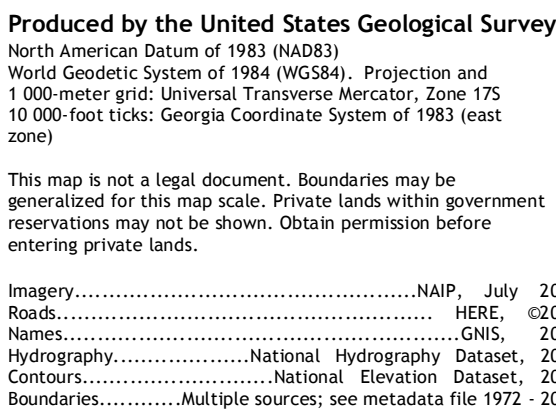 Produced by the United States Geological Survey
North American Datum of 1983 (NAD83)
World Geodetic System of 1984 (WGS84). Projection and
1 000-meter grid: Universal Transverse Mercator, Zone 17S
10 000-foot ticks: Georgia Coordinate System of 1983 (east
zone)
This map is not a legal document. Boundaries may be
generalized for this map scale. Private lands within government
reservations may not be shown. Obtain permission before
entering private lands.
Imagery..............................................NAIP, July
Roads.................................................. HERE,
Names.....................................................GNIS,
Hydrography...................National Hydrography Dataset,
Contours...........................National Elevation Dataset,
Boundaries...........Multiple sources; see metadata file 1972 -